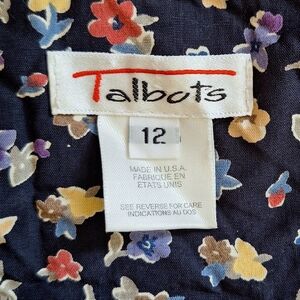 Talbots
12
MADE IN U.S.A.
FABRIQUE EN
ETATS UNIS
SEE REVERSE FOR CARE
INDICATIONS AU DOS